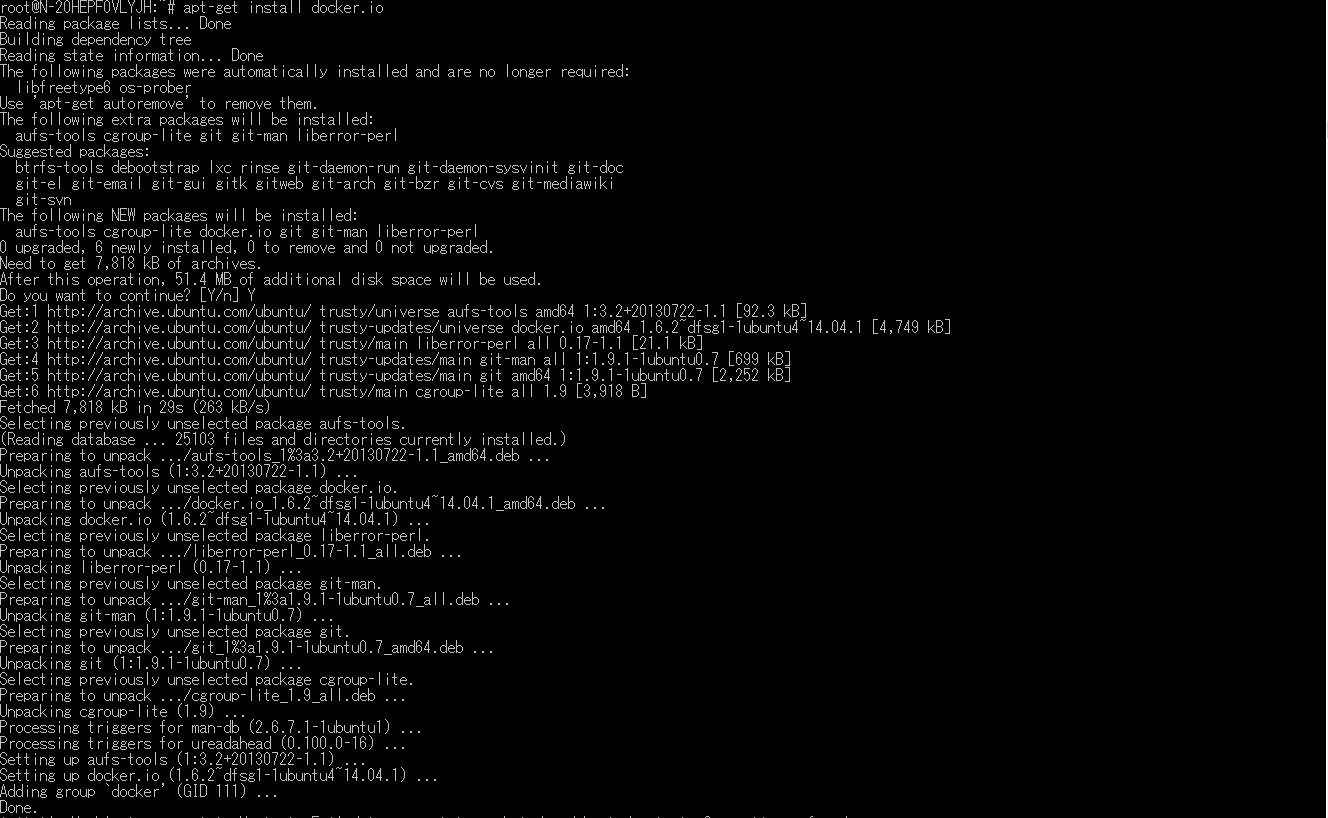 root@N-20HEPF0VLYJH:~# apt-get install docker.io
Reading package lists... Done
Building dependency tree
Reading state information... Done
The following packages were automatically installed and are no longer required:
  libfreetype6 os-prober
Use 'apt-get autoremove' to remove them.
The following extra packages will be installed:
  aufs-tools cgroup-lite git git-man liberror-perl
Suggested packages:
  btrfs-tools debootstrap lxc rinse git-daemon-run git-daemon-sysvinit git-doc
  git-el git-email git-gui gitk gitweb git-arch git-bzr git-cvs git-mediawiki
  git-svn
The following NEW packages will be installed:
  aufs-tools cgroup-lite docker.io git git-man liberror-perl
0 upgraded, 6 newly installed, 0 to remove and 0 not upgraded.
Need to get 7,818 kB of archives.
After this operation, 51.4 MB of additional disk space will be used.
Do you want to continue? [Y/n] Y
Get:1 http://archive.ubuntu.com/ubuntu/ trusty/universe aufs-tools amd64 1:3.2+20130722-1.1 [92.3 kB]
Get:2 http://archive.ubuntu.com/ubuntu/ trusty-updates/universe docker.io amd64 1.6.2~dfsg1-1ubuntu4~14.04.1 [4,749 kB]
Get:3 http://archive.ubuntu.com/ubuntu/ trusty/main liberror-perl all 0.17-1.1 [21.1 kB]
Get:4 http://archive.ubuntu.com/ubuntu/ trusty-updates/main git-man all 1:1.9.1-1ubuntu0.7 [699 kB]
Get:5 http://archive.ubuntu.com/ubuntu/ trusty-updates/main git amd64 1:1.9.1-1ubuntu0.7 [2,252 kB]
Get:6 http://archive.ubuntu.com/ubuntu/ trusty/main cgroup-lite all 1.9 [3,918 B]
Fetched 7,818 kB in 29s (263 kB/s)
Selecting previously unselected package aufs-tools.
(Reading database ... 25103 files and directories currently installed.)
Preparing to unpack .../aufs-tools_1%3a3.2+20130722-1.1_amd64.deb ...
Unpacking aufs-tools (1:3.2+20130722-1.1) ...
Selecting previously unselected package docker.io.
Preparing to unpack .../docker.io_1.6.2~dfsg1-1ubuntu4~14.04.1_amd64.deb ...
Unpacking docker.io (1.6.2~dfsg1-1ubuntu4~14.04.1) ...
Selecting previously unselected package liberror-perl.
Preparing to unpack .../liberror-perl_0.17-1.1_all.deb ...
Unpacking liberror-perl (0.17-1.1) ...
Selecting previously unselected package git-man.
Preparing to unpack .../git-man_1%3a1.9.1-1ubuntu0.7_all.deb ...
Unpacking git-man (1:1.9.1-1ubuntu0.7) ...
Selecting previously unselected package git.
Preparing to unpack .../git_1%3a1.9.1-1ubuntu0.7_amd64.deb ...
Unpacking git (1:1.9.1-1ubuntu0.7) ...
Selecting previously unselected package cgroup-lite.
Preparing to unpack .../cgroup-lite_1.9_all.deb ...
Unpacking cgroup-lite (1.9) ...
Processing triggers for man-db (2.6.7.1-1ubuntu1) ...
Processing triggers for ureadahead (0.100.0-16) ...
Setting up aufs-tools (1:3.2+20130722-1.1) ...
Setting up docker.io (1.6.2~dfsg1-1ubuntu4~14.04.1) ...
Adding group `docker' (GID 111) ...
Done.